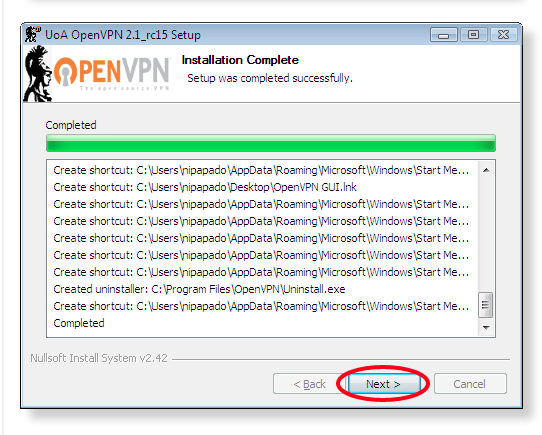 UoA OpenVPN 2.1_rc15 Setup
Installation Complete
Setup was completed successfully.
OPENVPN
The open source VPN
Completed
Create shortcut: C:\Users\nipapado\AppData\Roaming\Microsoft\Windows\Start Me...
Create shortcut: C:\Users\nipapado\Desktop\OpenVPN GUI.lnk
Create shortcut: C:\Users\nipapado\AppData\Roaming\Microsoft\Windows\Start Me...
Create shortcut: C:\Users\nipapado\AppData\Roaming\Microsoft\Windows\Start Me...
Create shortcut: C:\Users\nipapado\AppData\Roaming\Microsoft\Windows\Start Me...
Create shortcut: C:\Users\nipapado\AppData\Roaming\Microsoft\Windows\Start Me...
Create shortcut: C:\Users\nipapado\AppData\Roaming\Microsoft\Windows\Start Me...
Created uninstaller: C:\Program Files\OpenVPN\Uninstall.exe
Create shortcut: C:\Users\nipapado\AppData\Roaming\Microsoft\Windows\Start Me...
Completed
Nullsoft Install System v2.42
< Back Next > Cancel